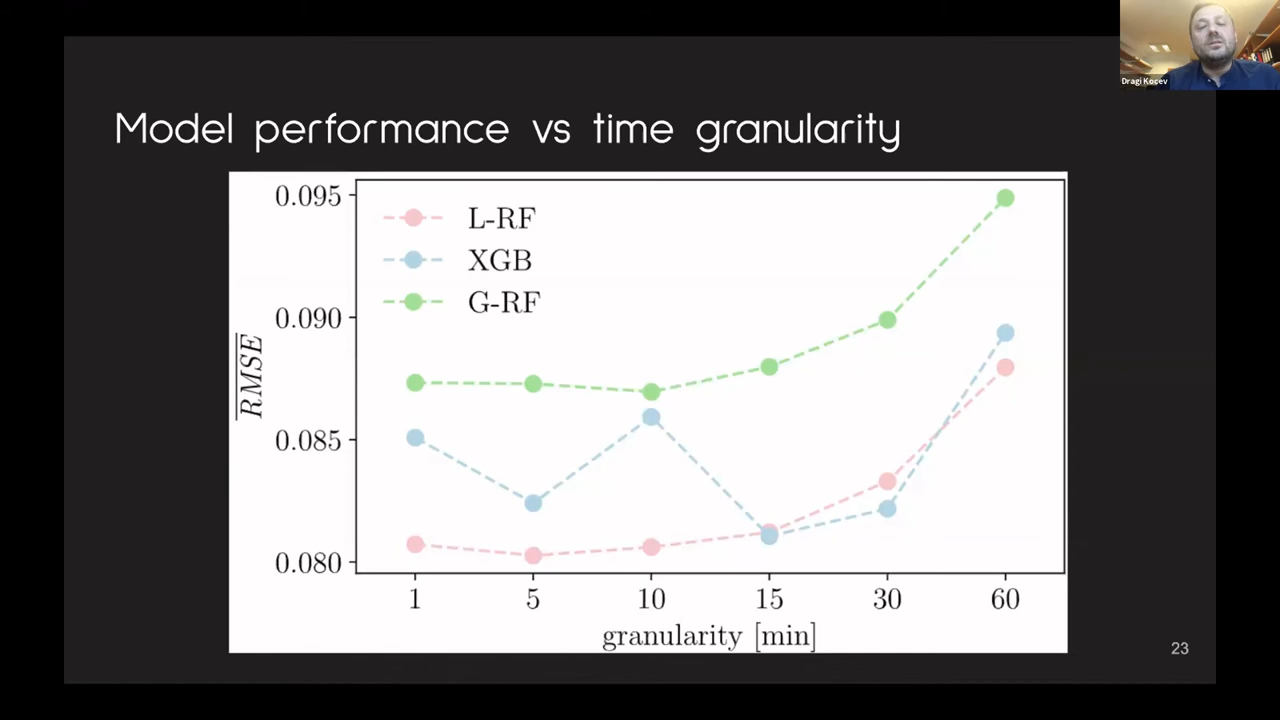 Dragi Kocev
Model performance vs time granularity
0.095
0.090
0.085
0.080
RMSE
L-RF
XGB
G-RF
1 5 10 15 30 60
granularity [min]
23